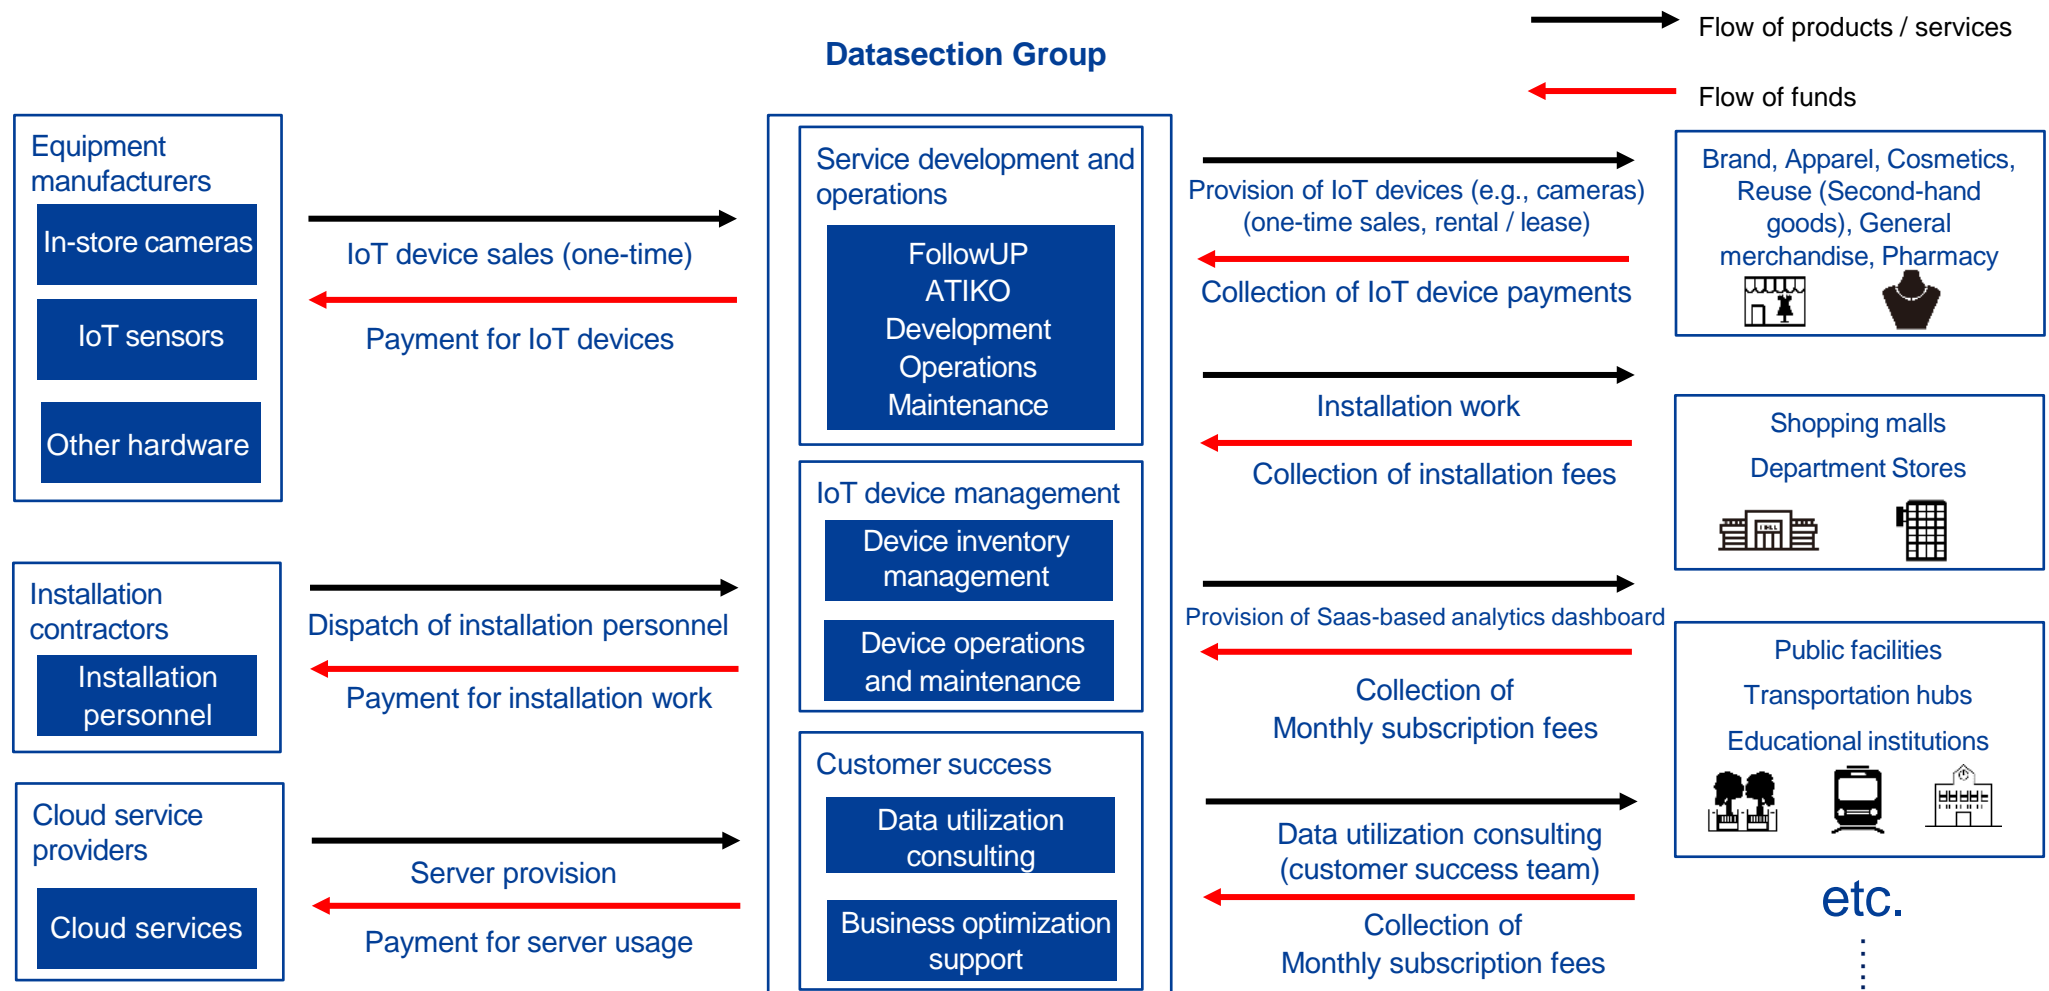 Flow of products / services
Datasection Group
Flow of funds
Equipment
manufacturers
In-store cameras
IoT sensors
Other hardware
IoT device sales (one-time)
Payment for IoT devices
Installation
contractors
Installation
personnel
Dispatch of installation personnel
Payment for installation work
Cloud service
providers
Cloud services
Server provision
Payment for server usage
Service development and
operations
FollowUP
ATIKO
Development
Operations
Maintenance
IoT device management
Device inventory
management
Device operations
and maintenance
Customer success
Data utilization
consulting
Business optimization
support
Provision of IoT devices (e.g., cameras)
(one-time sales, rental / lease)
Collection of IoT device payments
Installation work
Collection of installation fees
Provision of Saas-based analytics dashboard
Collection of
Monthly subscription fees
Data utilization consulting
(customer success team)
Collection of
Monthly subscription fees
Brand, Apparel, Cosmetics,
Reuse (Second-hand
goods), General
merchandise, Pharmacy
Shopping malls
Department Stores
Public facilities
Transportation hubs
Educational institutions
etc.